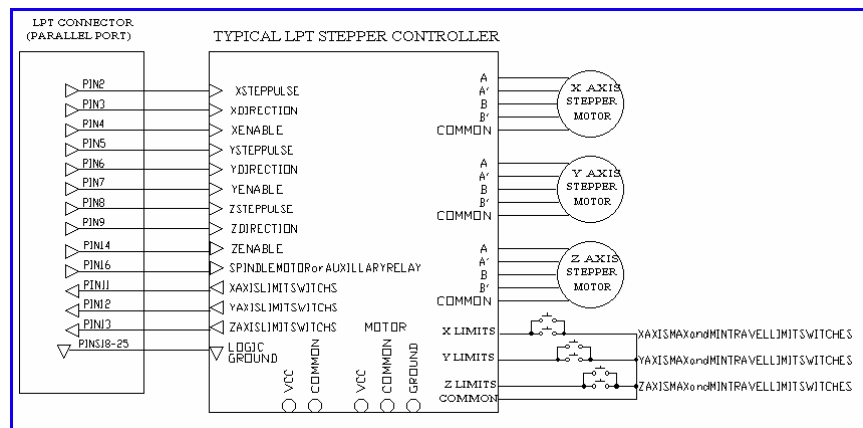 LPT CONNECTOR
(PARALLEL PORT)
TYPICAL LPT STEPPER CONTROLLER
PIN2
PIN3
PIN4
PIN5
PIN6
PIN7
PIN8
PIN9
PIN14
PIN16
PIN11
PIN12
PIN13
PINS18-25
XSTEPPULSE
XDIRECTION
XENABLE
YSTEPPULSE
YDIRECTION
YENABLE
ZSTEPPULSE
ZDIRECTION
ZENABLE
SPINDLEMOTORorAUXILLARYRELAY
XAXISLIMITSWITCHS
YAXISLIMITSWITCHS
ZAXISLIMITSWITCHS
LOGIC
GROUND
MOTOR
VCC
COMMON
VCC
COMMON
GROUND
A
A'
B
B'
COMMON
X AXIS
STEPPER
MOTOR
A
A'
B
B'
COMMON
Y AXIS
STEPPER
MOTOR
A
A'
B
B'
COMMON
Z AXIS
STEPPER
MOTOR
X LIMITS
Y LIMITS
Z LIMITS
COMMON
XAXISMAXandMINTRAVELLIMITSWITCHES
YAXISMAXandMINTRAVELLIMITSWITCHES
ZAXISMAXandMINTRAVELLIMITSWITCHES